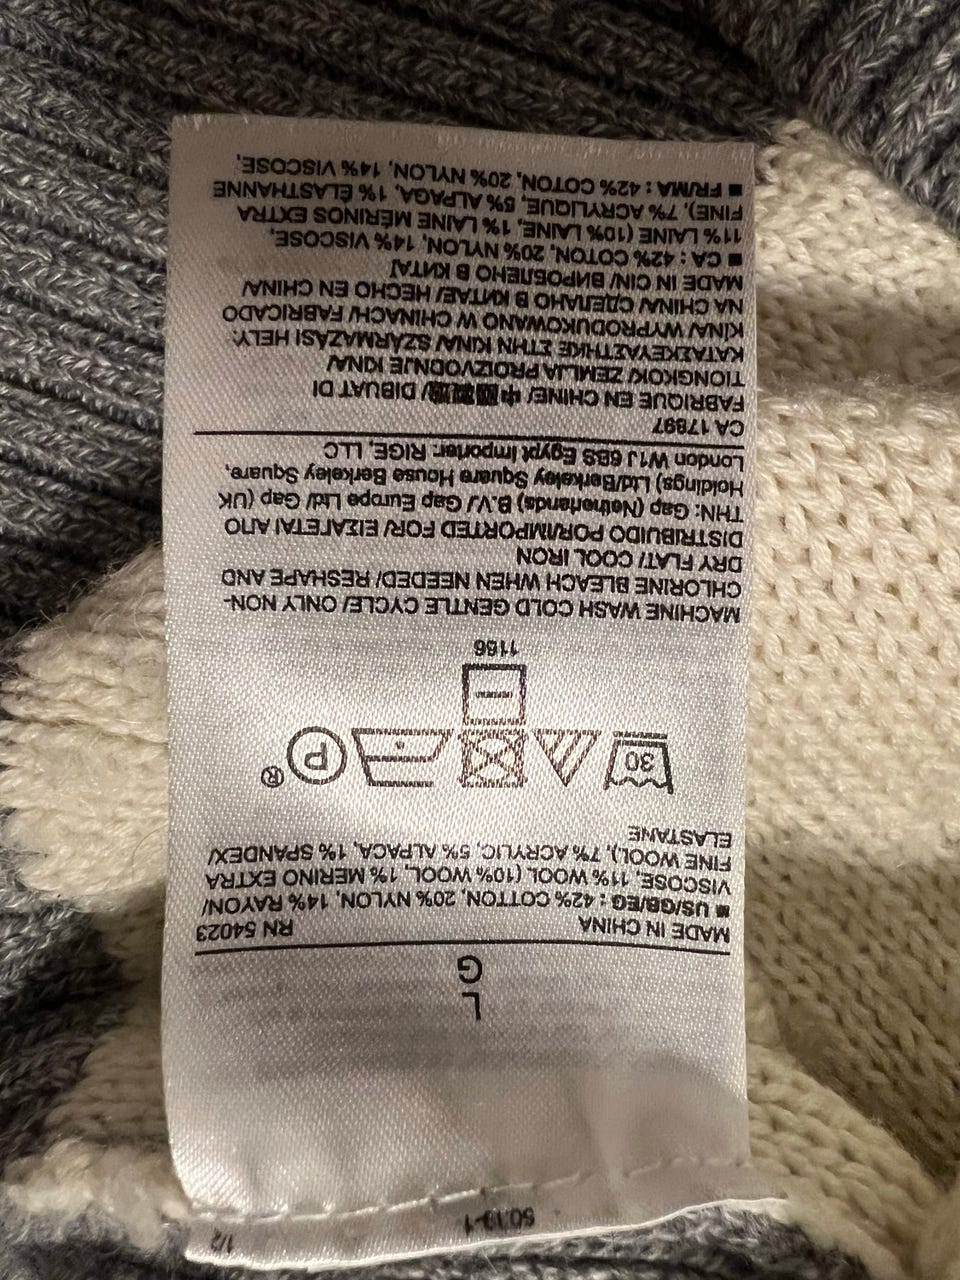 1/2
L
G
MADE IN CHINA RN 54023
■ US/GB/EG : 42% COTTON, 20% NYLON, 14% RAYON/
VISCOSE, 11% WOOL (10% WOOL, 1% MERINO EXTRA
FINE WOOL), 7% ACRYLIC, 5% ALPACA, 1% SPANDEX/
ELASTANE
30 P ®
1166
MACHINE WASH COLD GENTLE CYCLE/ ONLY NON-
CHLORINE BLEACH WHEN NEEDED/ RESHAPE AND
DRY FLAT/ COOL IRON
DISTRIBUIDO POR/IMPORTED FOR/ ΕΙΣΑΓΕΤΑΙ ΑΠΟ
THN: Gap (Netherlands) B.V./ Gap Europe Ltd/ Gap (UK
Holdings) Ltd/Berkeley Square House Berkeley Square,
London W1J 6BS Egypt Importer: RIGE, LLC
CA 17897
FABRIQUE EN CHINE/ 中國製造/ DIBUAT DI
TIONGKOK/ ZEMLJA PROIZVODNJE KINA/
ΚΑΤΑΣΚΕΥΑΣΤΗΚΕ ΣΤΗΝ ΚΙΝΑ/ SZÁRMAZÁSI HELY:
KÍNA/ WYPRODUKOWANO W CHINACH/ FABRICADO
NA CHINA/ СДЕЛАНО В КИТАЕ/ HECHO EN CHINA/
MADE IN CIN/ ВИРОБЛЕНО В КИТАЇ
■ CA : 42% COTON, 20% NYLON, 14% VISCOSE,
11% LAINE (10% LAINE, 1% LAINE MÉRINOS EXTRA
FINE), 7% ACRYLIQUE, 5% ALPAGA, 1% ÉLASTHANNE
■ FR/MA : 42% COTON, 20% NYLON, 14% VISCOSE,